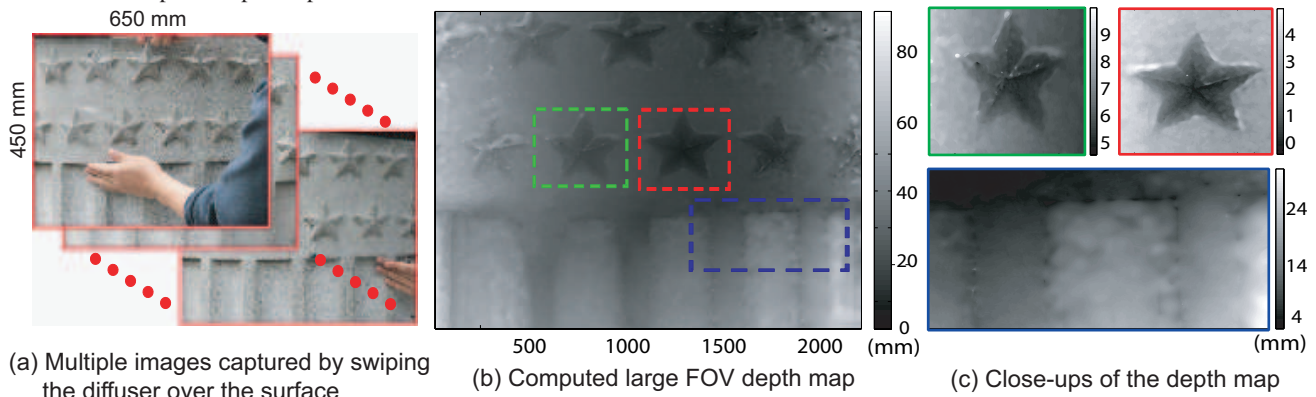 650 mm
450 mm
80
60
40
20
0
(mm)
500 1000 1500 2000
9
8
7
6
5
4
3
2
1
0
24
14
4
(mm)
(a) Multiple images captured by swiping
the diffuser over the surface
(b) Computed large FOV depth map
(c) Close-ups of the depth map